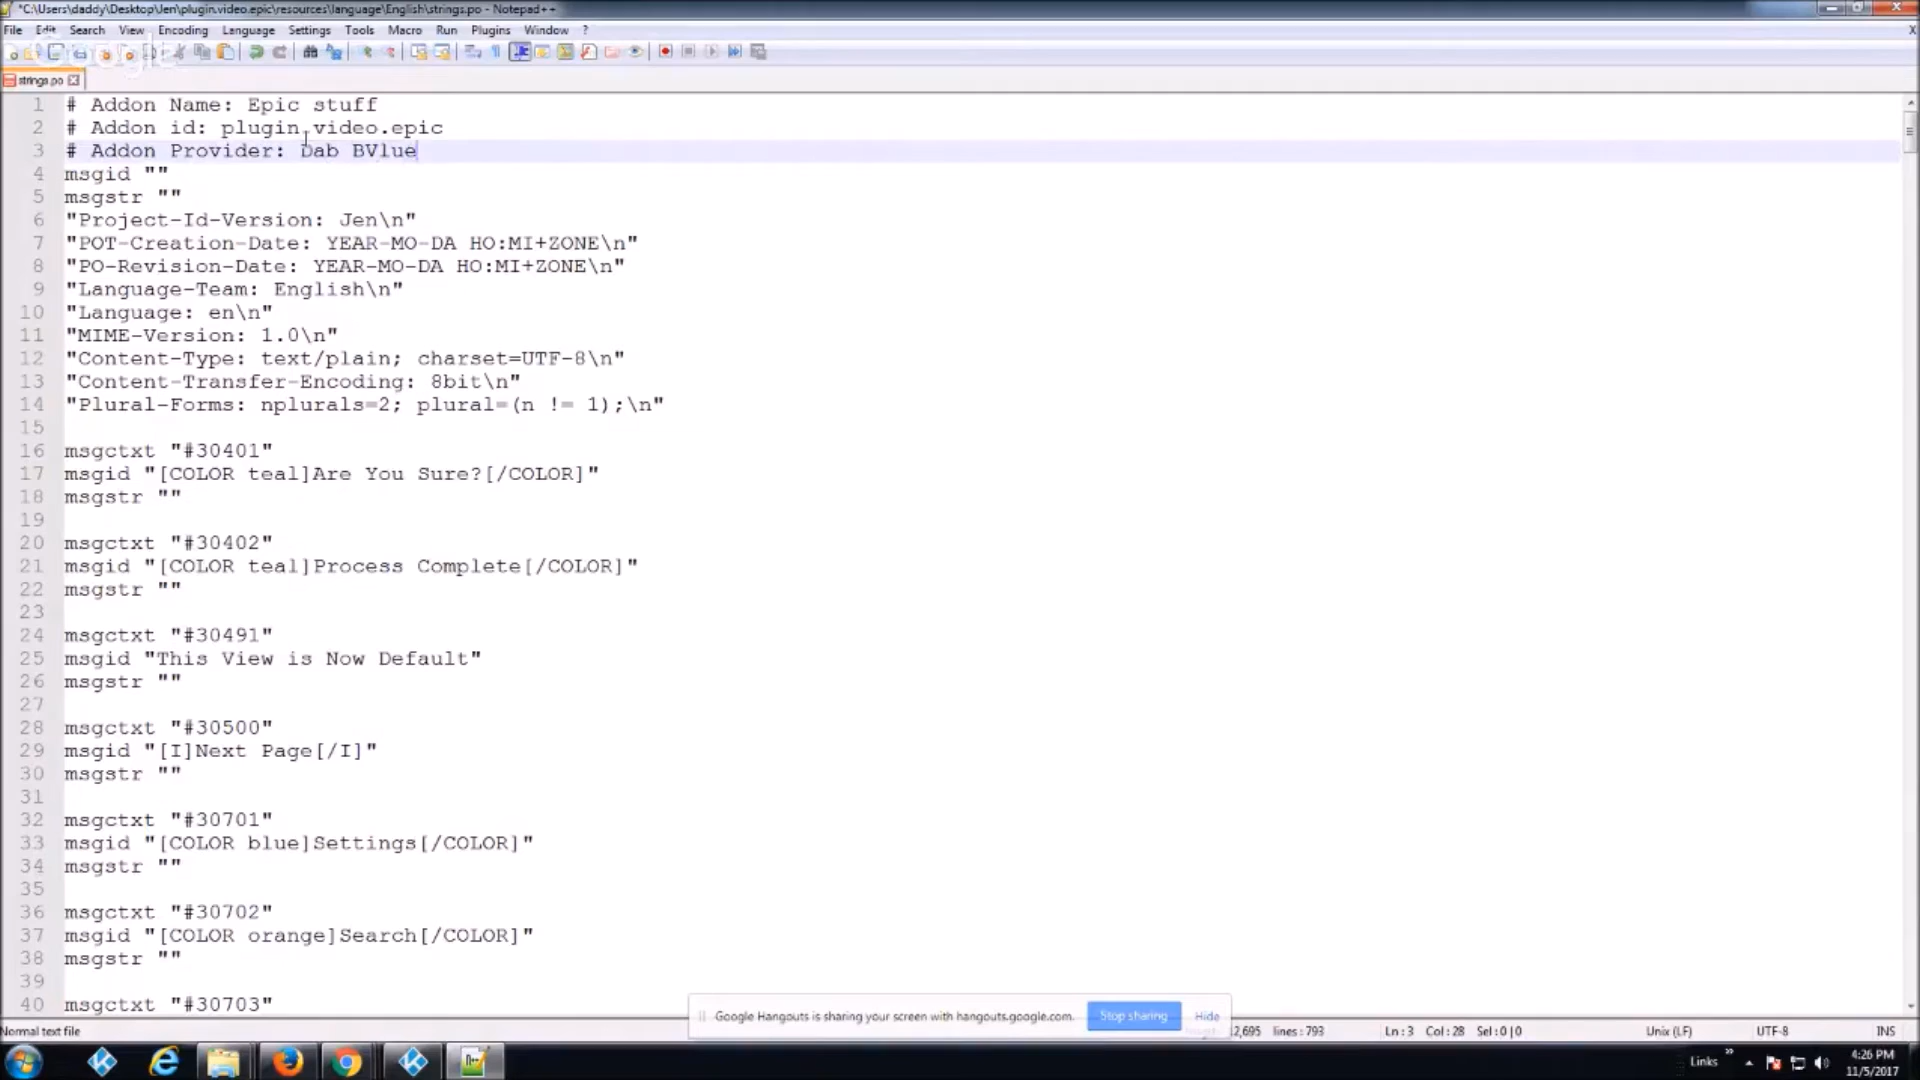 *C:\Users\daddy\Desktop\Jen\plugin.video.epic\resources\language\English\strings.po - Notepad++
File Edit Search View Encoding Language Settings Tools Macro Run Plugins Window ? X
Google
strings.po
1 # Addon Name: Epic stuff
2 # Addon id: plugin.video.epic
3 # Addon Provider: Dab BVlue
4 msgid ""
5 msgstr ""
6 "Project-Id-Version: Jen\n"
7 "POT-Creation-Date: YEAR-MO-DA HO:MI+ZONE\n"
8 "PO-Revision-Date: YEAR-MO-DA HO:MI+ZONE\n"
9 "Language-Team: English\n"
10 "Language: en\n"
11 "MIME-Version: 1.0\n"
12 "Content-Type: text/plain; charset=UTF-8\n"
13 "Content-Transfer-Encoding: 8bit\n"
14 "Plural-Forms: nplurals=2; plural=(n != 1);\n"
15
16 msgctxt "#30401"
17 msgid "[COLOR teal]Are You Sure?[/COLOR]"
18 msgstr ""
19
20 msgctxt "#30402"
21 msgid "[COLOR teal]Process Complete[/COLOR]"
22 msgstr ""
23
24 msgctxt "#30491"
25 msgid "This View is Now Default"
26 msgstr ""
27
28 msgctxt "#30500"
29 msgid "[I]Next Page[/I]"
30 msgstr ""
31
32 msgctxt "#30701"
33 msgid "[COLOR blue]Settings[/COLOR]"
34 msgstr ""
35
36 msgctxt "#30702"
37 msgid "[COLOR orange]Search[/COLOR]"
38 msgstr ""
39
40 msgctxt "#30703"
Google Hangouts is sharing your screen with hangouts.google.com. Stop sharing Hide
Normal text file 2,695 lines : 793 Ln : 3 Col : 28 Sel : 0 | 0 Unix (LF) UTF-8 INS
Links » 4:26 PM
11/5/2017